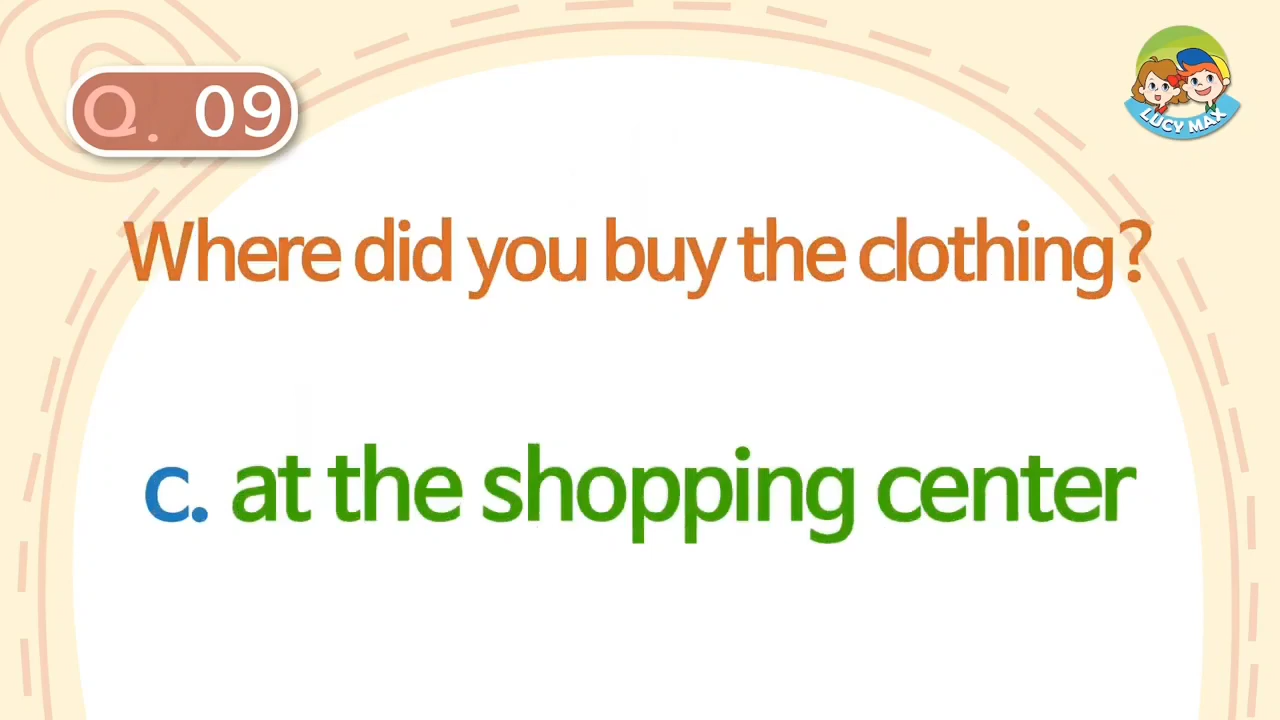 Q. 09
LUCY MAX
Where did you buy the clothing?
c. at the shopping center